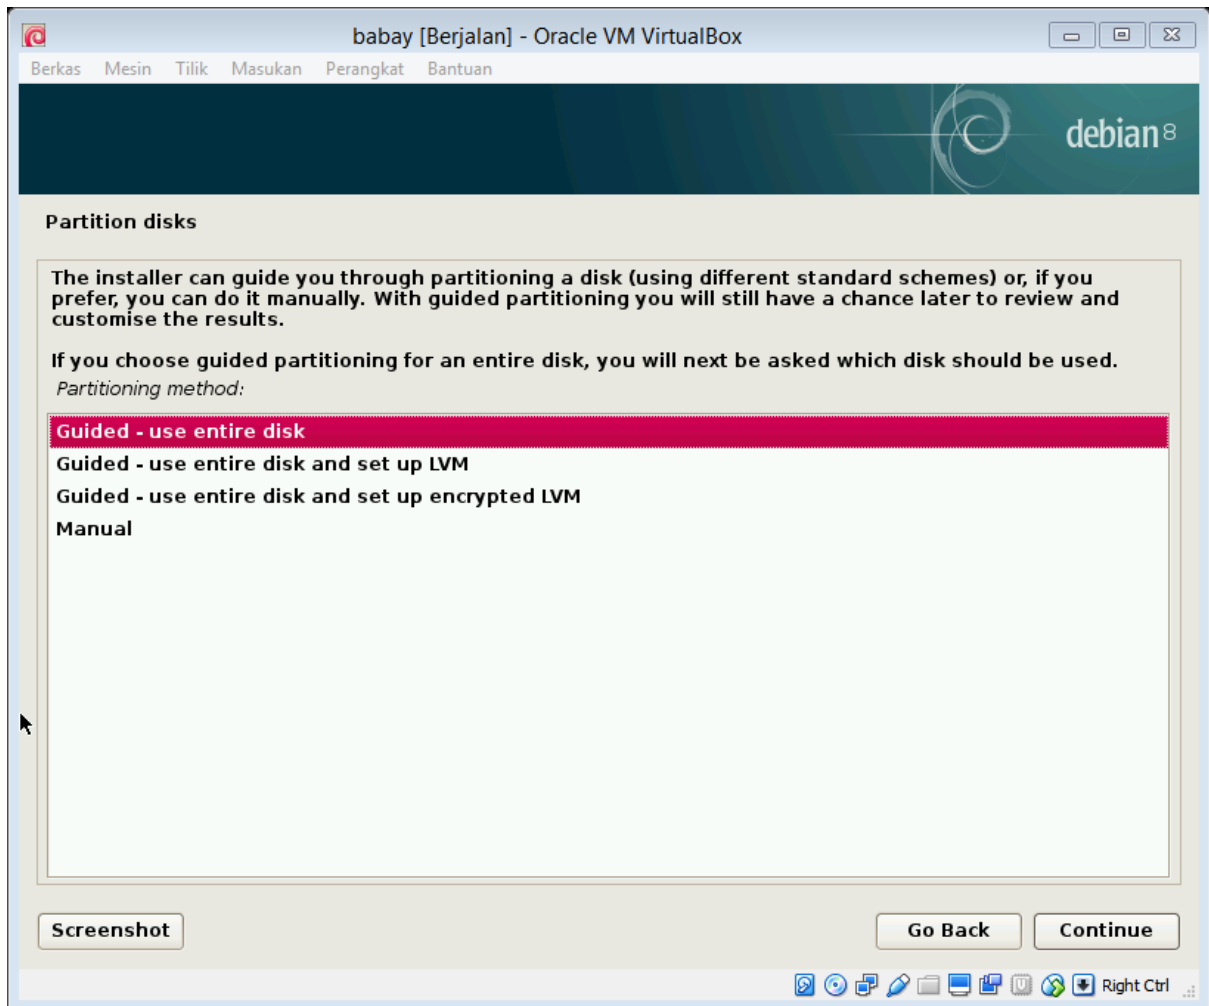 babay [Berjalan] - Oracle VM VirtualBox
Berkas Mesin Tilik Masukan Perangkat Bantuan
debian 8
Partition disks
The installer can guide you through partitioning a disk (using different standard schemes) or, if you
prefer, you can do it manually. With guided partitioning you will still have a chance later to review and
customise the results.
If you choose guided partitioning for an entire disk, you will next be asked which disk should be used.
Partitioning method:
Guided - use entire disk
Guided - use entire disk and set up LVM
Guided - use entire disk and set up encrypted LVM
Manual
Screenshot Go Back Continue
Right Ctrl